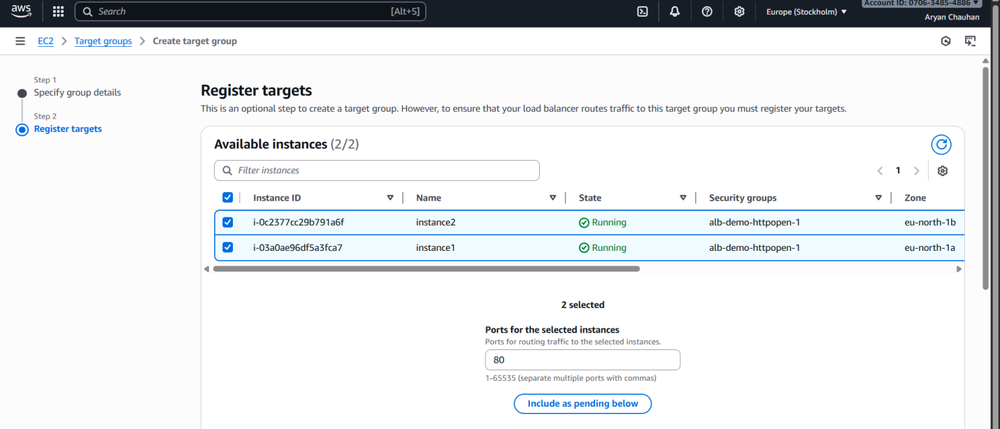 aws
Search [Alt+S]
Europe (Stockholm)
Account ID: 0706-3485-4886
Aryan Chauhan
EC2 > Target groups > Create target group
Step 1
Specify group details
Step 2
Register targets
Register targets
This is an optional step to create a target group. However, to ensure that your load balancer routes traffic to this target group you must register your targets.
Available instances (2/2)
Filter instances
1
Instance ID Name State Security groups Zone
i-0c2377cc29b791a6f instance2 Running alb-demo-httpopen-1 eu-north-1b
i-03a0ae96df5a3fca7 instance1 Running alb-demo-httpopen-1 eu-north-1a
2 selected
Ports for the selected instances
Ports for routing traffic to the selected instances.
80
1-65535 (separate multiple ports with commas)
Include as pending below